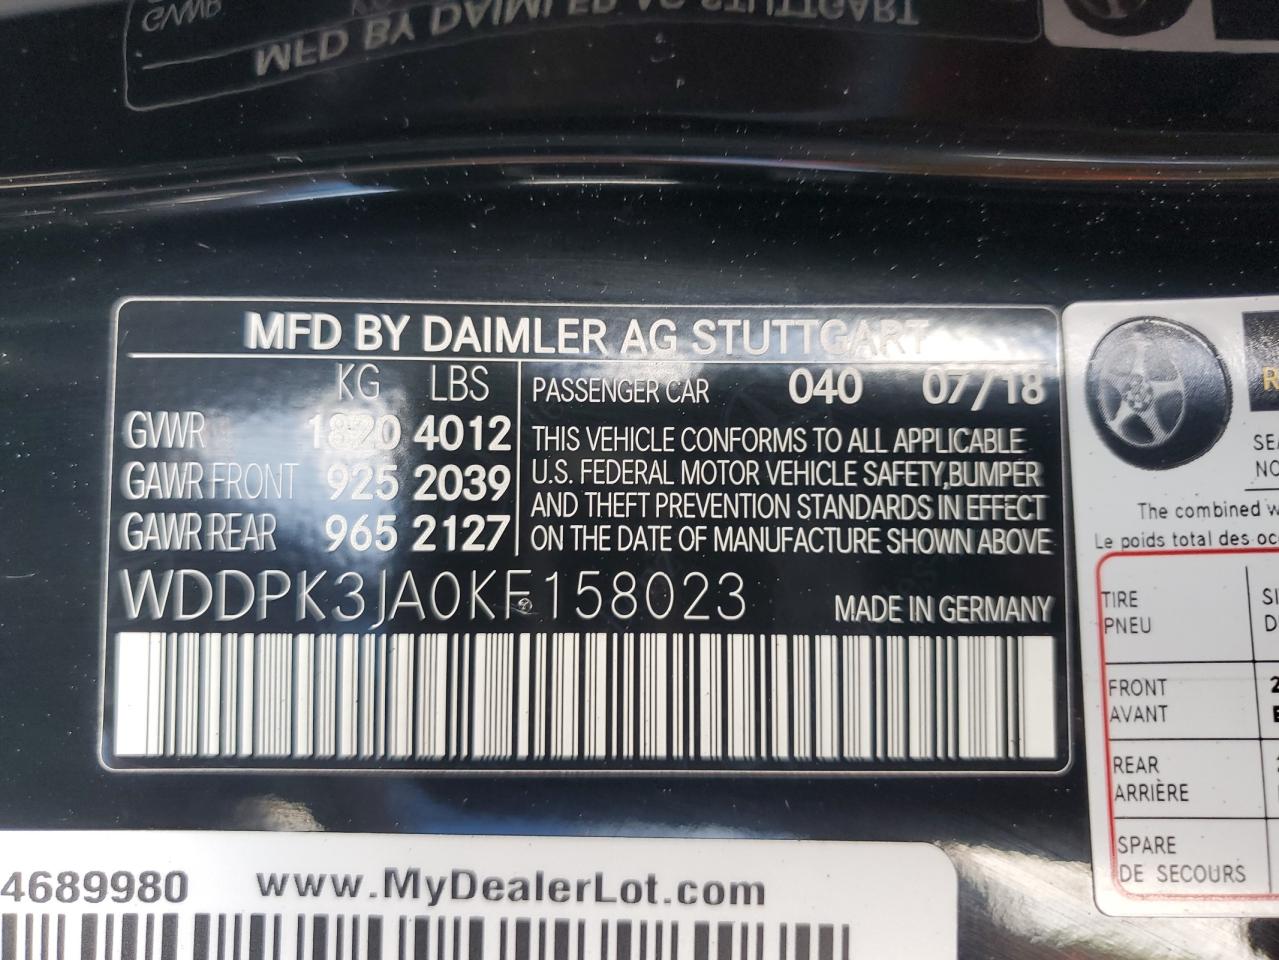 MFD BY DAIMLER AG STUTTGART
KG LBS
GVWR 1820 4012
GAWR FRONT 925 2039
GAWR REAR 965 2127
PASSENGER CAR 040 07/18
THIS VEHICLE CONFORMS TO ALL APPLICABLE
U.S. FEDERAL MOTOR VEHICLE SAFETY,BUMPER
AND THEFT PREVENTION STANDARDS IN EFFECT
ON THE DATE OF MANUFACTURE SHOWN ABOVE
WDDPK3JA0KF158023 MADE IN GERMANY
The combined
Le poids total des
TIRE
PNEU
FRONT
AVANT
REAR
ARRIÈRE
SPARE
DE SECOURS
4689980 www.MyDealerLot.com